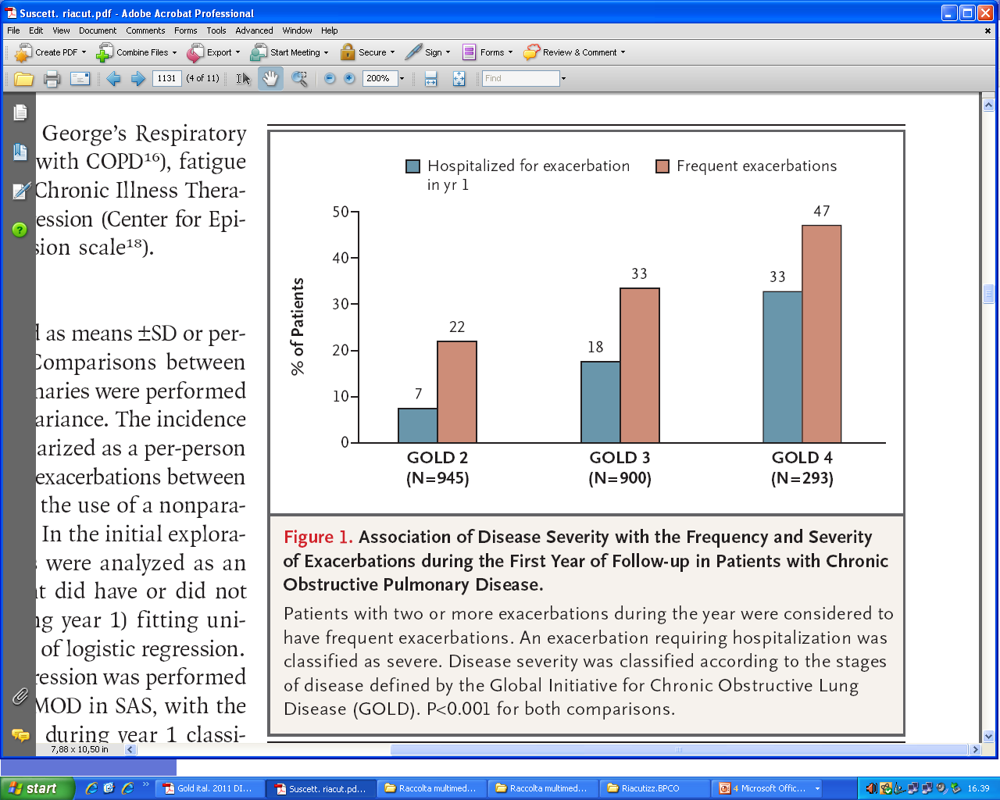 Suscett. riacut.pdf - Adobe Acrobat Professional
File Edit View Document Comments Forms Tools Advanced Window Help
Create PDF Combine Files Export Start Meeting Secure Sign Forms Review & Comment
1131 (4 of 11) 200% Find
George’s Respiratory
with COPD¹⁶), fatigue
Chronic Illness Thera-
ession (Center for Epi-
sion scale¹⁸).
d as means ±SD or per-
Comparisons between
naries were performed
ariance. The incidence
arized as a per-person
exacerbations between
the use of a nonpara-
In the initial explora-
s were analyzed as an
nt did have or did not
ng year 1) fitting uni-
of logistic regression.
ression was performed
MOD in SAS, with the
during year 1 classi-
Hospitalized for exacerbation
in yr 1
Frequent exacerbations
% of Patients
50
40
30
20
10
0
7 22 18 33 33 47
GOLD 2 GOLD 3 GOLD 4
(N=945) (N=900) (N=293)
Figure 1. Association of Disease Severity with the Frequency and Severity
of Exacerbations during the First Year of Follow-up in Patients with Chronic
Obstructive Pulmonary Disease.
Patients with two or more exacerbations during the year were considered to
have frequent exacerbations. An exacerbation requiring hospitalization was
classified as severe. Disease severity was classified according to the stages
of disease defined by the Global Initiative for Chronic Obstructive Lung
Disease (GOLD). P<0.001 for both comparisons.
7,88 x 10,50 in
start Gold ital. 2011 DI... Suscett. riacut.pd... Raccolta multimed... Raccolta multimed... Riacutizz.BPCO 4 Microsoft Offic... 16.39